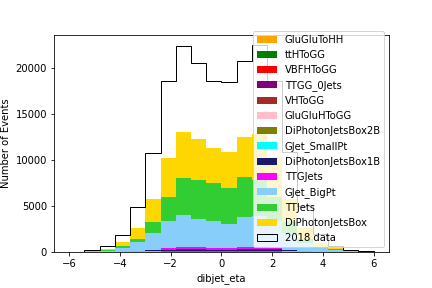 GluGluToHH
ttHToGG
VBFHToGG
TTGG_0Jets
VHToGG
GluGluHToGG
DiPhotonJetsBox2B
GJet_SmallPt
DiPhotonJetsBox1B
TTGJets
GJet_BigPt
TTJets
DiPhotonJetsBox
2018 data
Number of Events
20000
15000
10000
5000
0
−6 −4 −2 0 2 4 6
dibjet_eta